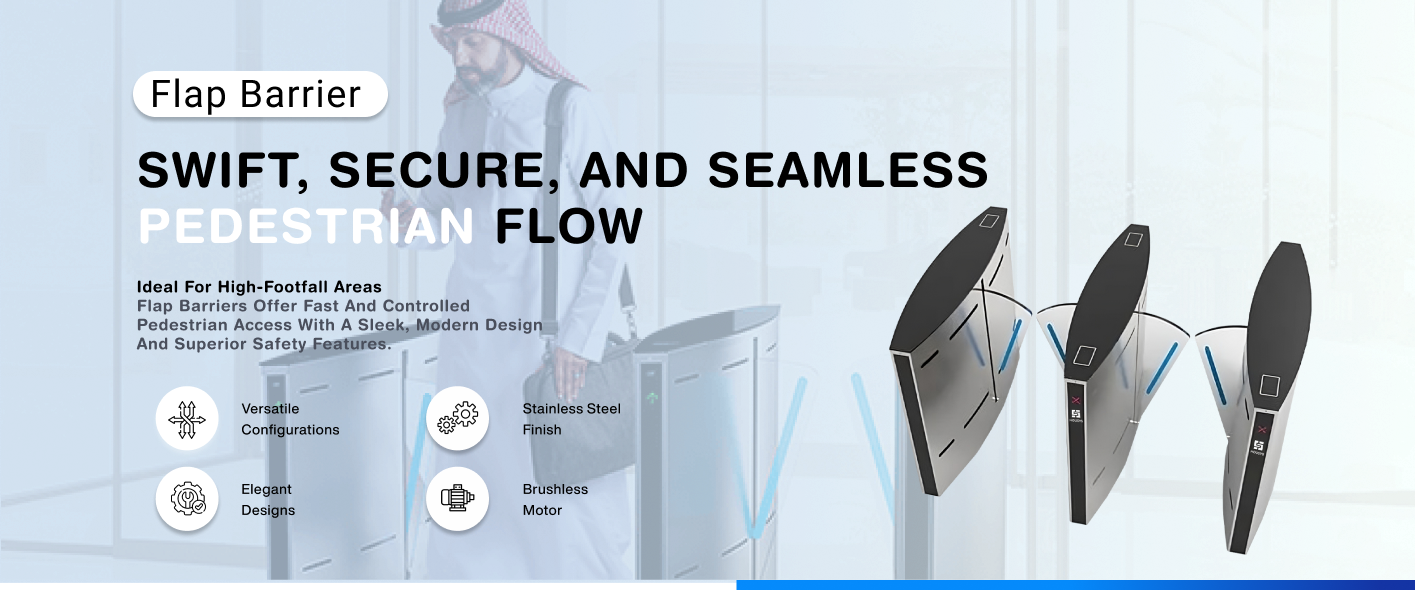 Flap Barrier
SWIFT, SECURE, AND SEAMLESS
PEDESTRIAN FLOW
Ideal For High-Footfall Areas
Flap Barriers Offer Fast And Controlled
Pedestrian Access With A Sleek, Modern Design
And Superior Safety Features.
Versatile
Configurations
Stainless Steel
Finish
Elegant
Designs
Brushless
Motor